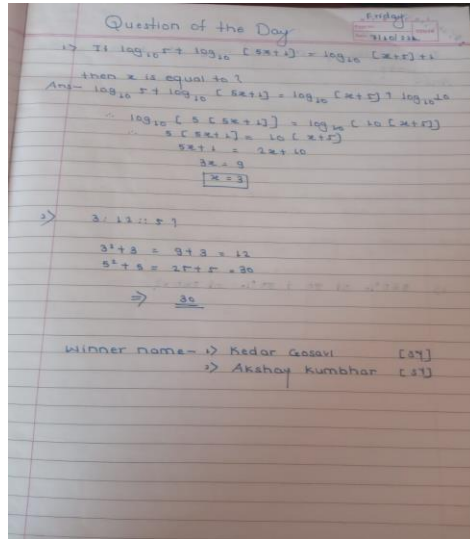 Question of the Day
Friday
1> If log₁₀ 5 + log₁₀ [5x+1] = log₁₀ [x+5] + 1
then x is equal to ?
Ans- log₁₀ 5 + log₁₀ [5x+1] = log₁₀ [x+5] + log₁₀ 10
∴ log₁₀ [5 [5x+1]] = log₁₀ [10 [x+5]]
∴ 5 [5x+1] = 10 [x+5]
5x+1 = 2x+10
3x = 9
x = 3
2> 3 : 12 :: 5 ?
3²+3 = 9+3 = 12
5²+5 = 25+5 = 30
⇒ 30
Winner name- 1> Kedar Gosavi [SY]
2> Akshay Kumbhar [SY]